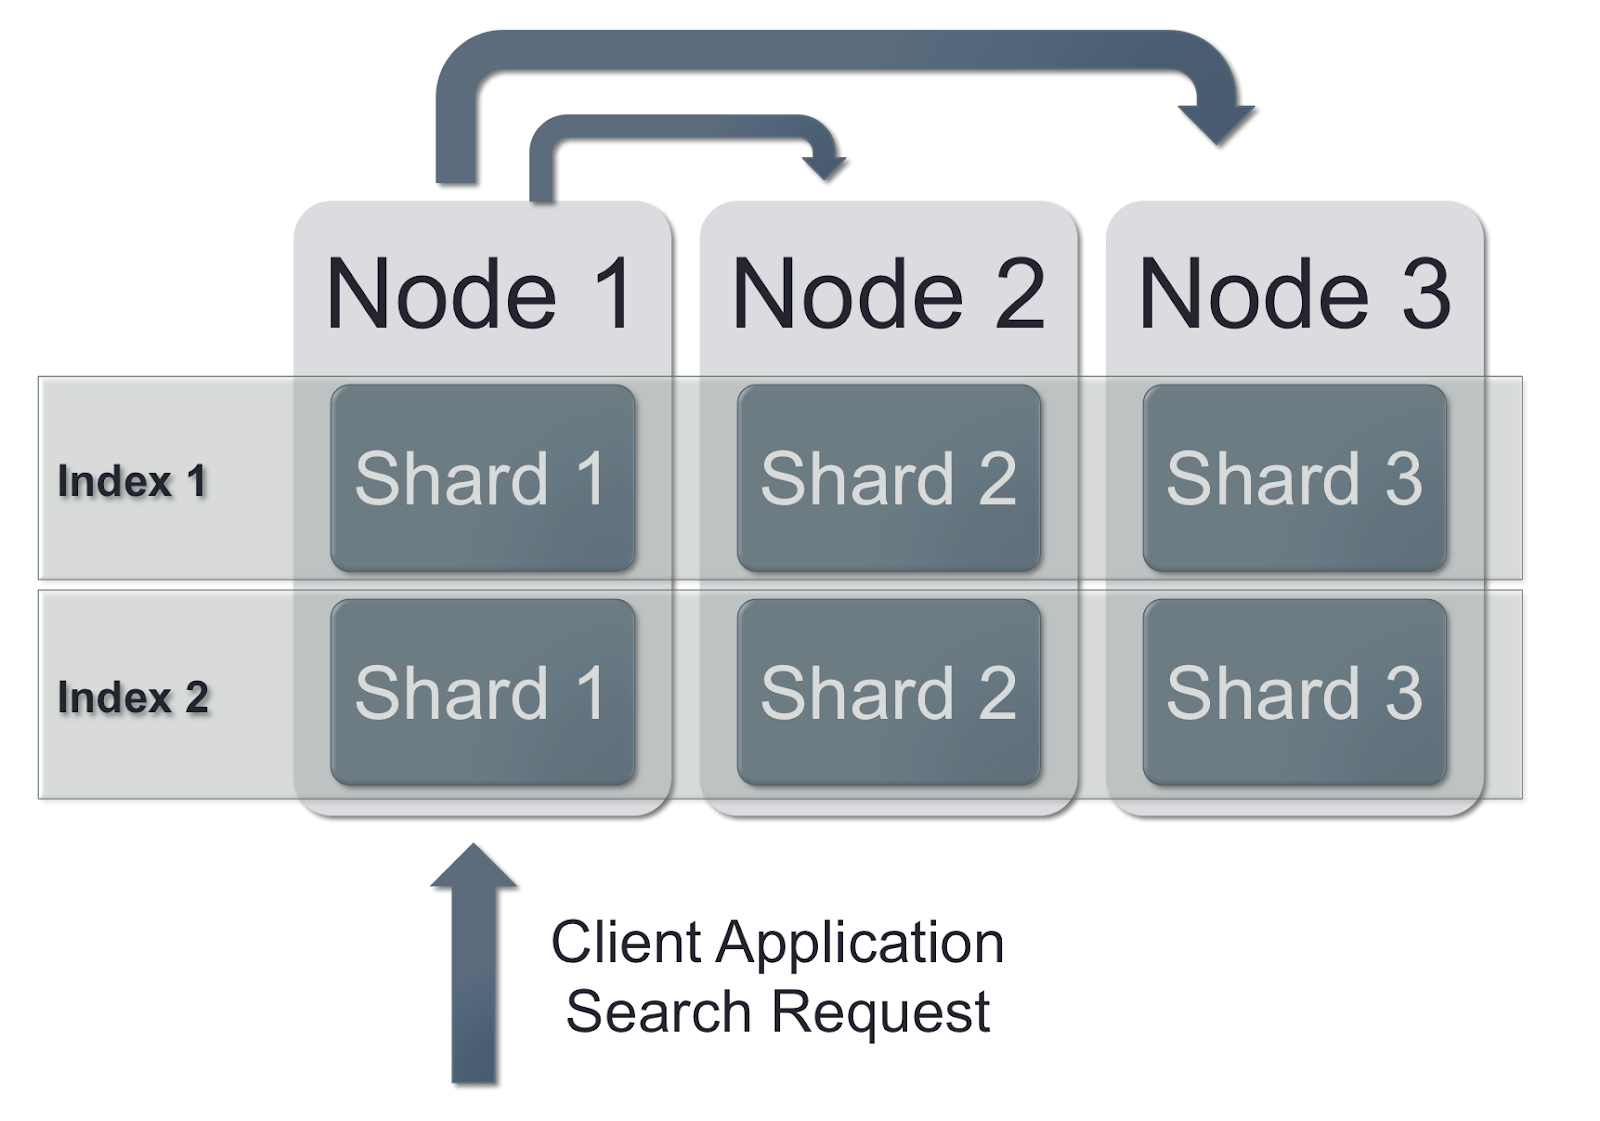 Node 1
Node 2
Node 3
Index 1
Shard 1
Shard 2
Shard 3
Index 2
Shard 1
Shard 2
Shard 3
Client Application
Search Request